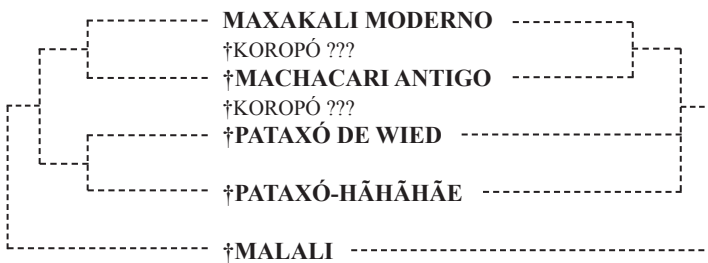 MAXAKALI MODERNO
†KOROPÓ ???
†MACHACARI ANTIGO
†KOROPÓ ???
†PATAXÓ DE WIED
†PATAXÓ-HÃHÃHÃE
†MALALI